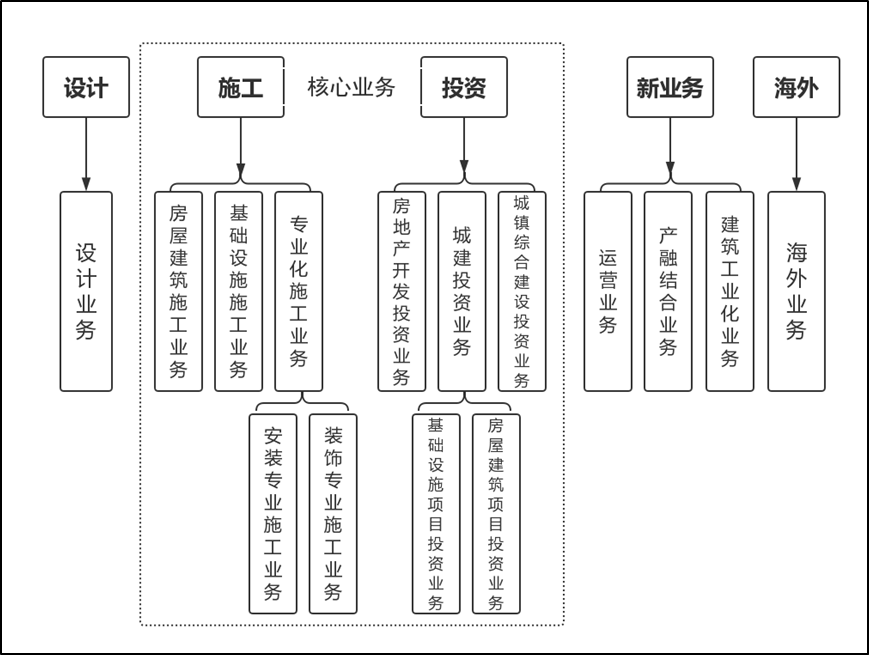 设计
施工
核心业务
投资
新业务
海外
设计业务
房屋建筑施工业务
基础设施施工业务
专业化施工业务
房地产开发投资业务
城建投资业务
城镇综合建设投资业务
运营业务
产融结合业务
建筑工业化业务
海外业务
安装专业施工业务
装饰专业施工业务
基础设施项目投资业务
房屋建筑项目投资业务